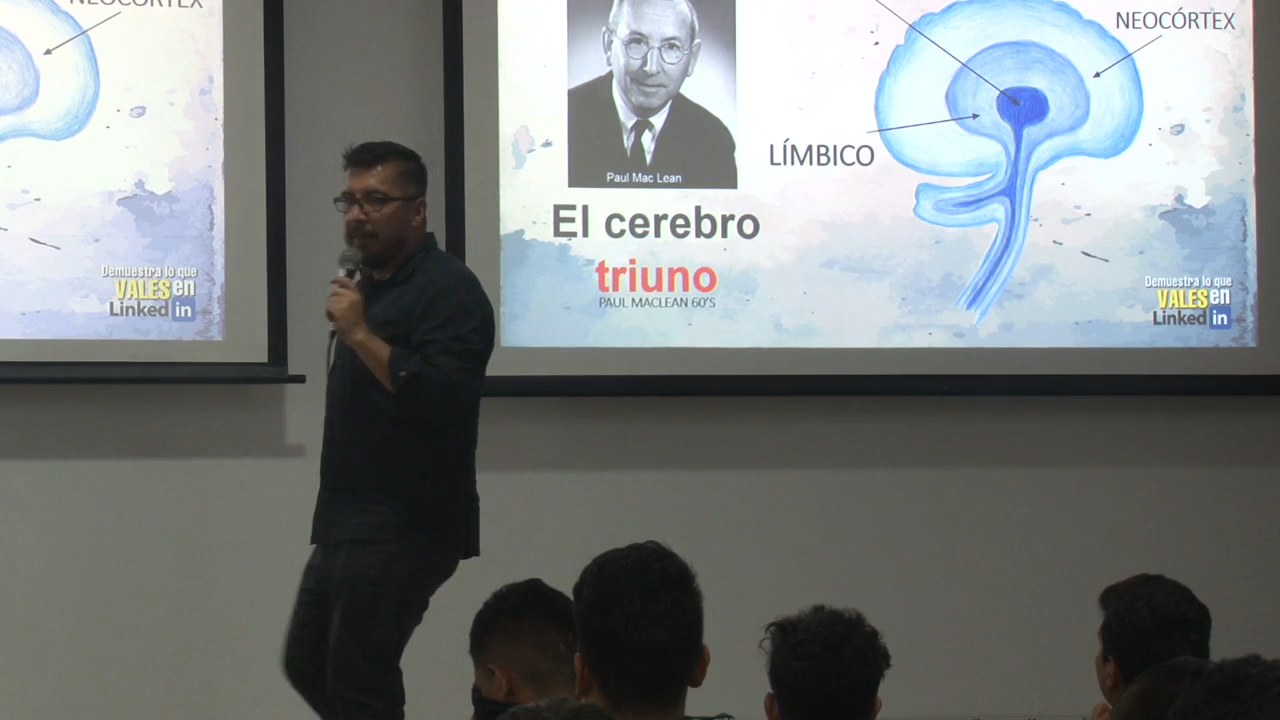 NEOCÓRTEX
Demuestra lo que
VALES en
Linked in
Paul Mac Lean
El cerebro
triuno
PAUL MACLEAN 60'S
LÍMBICO
NEOCÓRTEX
Demuestra lo que
VALES en
Linked in